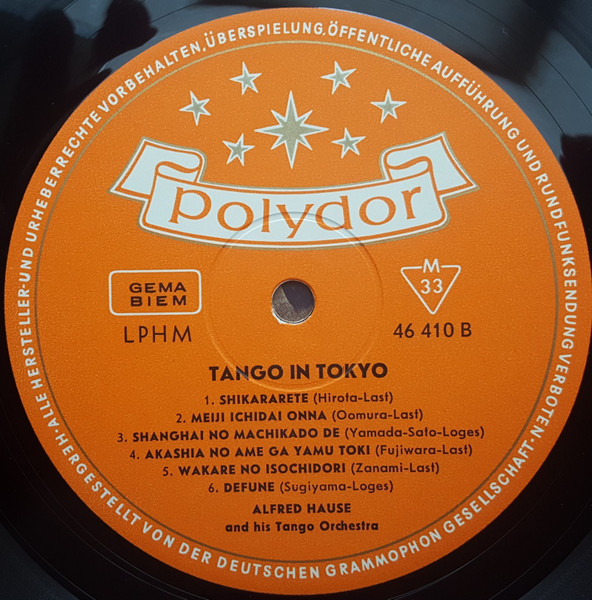 ALLE HERSTELLER- UND URHEBERRECHTE VORBEHALTEN, ÜBERSPIELUNG, ÖFFENTLICHE AUFFÜHRUNG UND RUNDFUNKSENDUNG VERBOTEN ·
polydor
GEMA
BIEM
M
33
LPHM
46 410 B
TANGO IN TOKYO
1. SHIKARARETE (Hirota-Last)
2. MEIJI ICHIDAI ONNA (Oomura-Last)
3. SHANGHAI NO MACHIKADO DE (Yamada-Sato-Loges)
4. AKASHIA NO AME GA YAMU TOKI (Fujiwara-Last)
5. WAKARE NO ISOCHIDORI (Zanami-Last)
6. DEFUNE (Sugiyama-Loges)
ALFRED HAUSE
and his Tango Orchestra
· HERGESTELLT VON DER DEUTSCHEN GRAMMOPHON GESELLSCHAFT ·